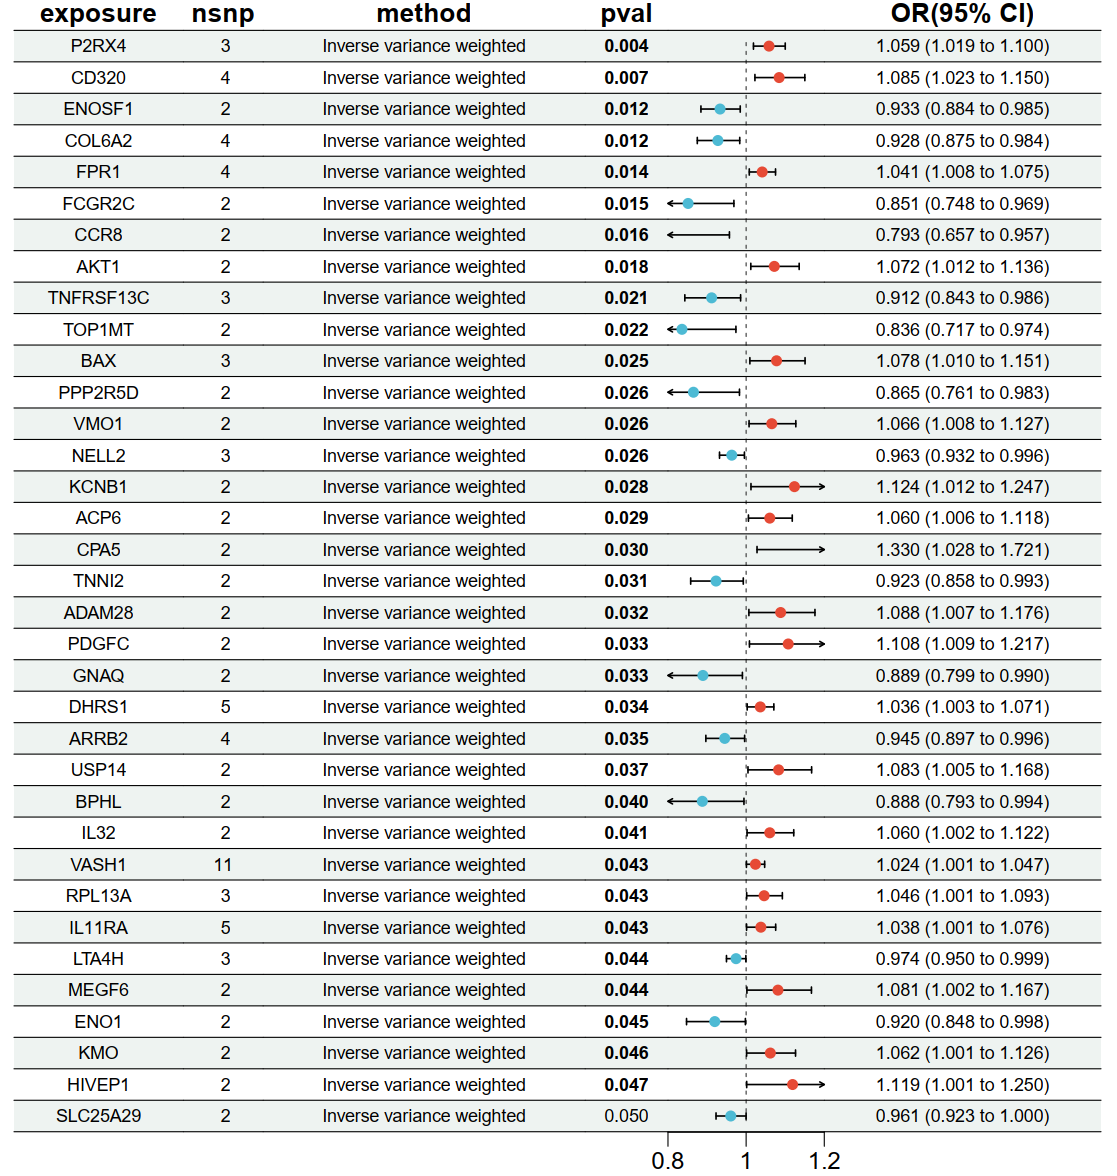 exposure nsnp method pval OR(95% CI)
P2RX4 3 Inverse variance weighted 0.004 1.059 (1.019 to 1.100)
CD320 4 Inverse variance weighted 0.007 1.085 (1.023 to 1.150)
ENOSF1 2 Inverse variance weighted 0.012 0.933 (0.884 to 0.985)
COL6A2 4 Inverse variance weighted 0.012 0.928 (0.875 to 0.984)
FPR1 4 Inverse variance weighted 0.014 1.041 (1.008 to 1.075)
FCGR2C 2 Inverse variance weighted 0.015 0.851 (0.748 to 0.969)
CCR8 2 Inverse variance weighted 0.016 0.793 (0.657 to 0.957)
AKT1 2 Inverse variance weighted 0.018 1.072 (1.012 to 1.136)
TNFRSF13C 3 Inverse variance weighted 0.021 0.912 (0.843 to 0.986)
TOP1MT 2 Inverse variance weighted 0.022 0.836 (0.717 to 0.974)
BAX 3 Inverse variance weighted 0.025 1.078 (1.010 to 1.151)
PPP2R5D 2 Inverse variance weighted 0.026 0.865 (0.761 to 0.983)
VMO1 2 Inverse variance weighted 0.026 1.066 (1.008 to 1.127)
NELL2 3 Inverse variance weighted 0.026 0.963 (0.932 to 0.996)
KCNB1 2 Inverse variance weighted 0.028 1.124 (1.012 to 1.247)
ACP6 2 Inverse variance weighted 0.029 1.060 (1.006 to 1.118)
CPA5 2 Inverse variance weighted 0.030 1.330 (1.028 to 1.721)
TNNI2 2 Inverse variance weighted 0.031 0.923 (0.858 to 0.993)
ADAM28 2 Inverse variance weighted 0.032 1.088 (1.007 to 1.176)
PDGFC 2 Inverse variance weighted 0.033 1.108 (1.009 to 1.217)
GNAQ 2 Inverse variance weighted 0.033 0.889 (0.799 to 0.990)
DHRS1 5 Inverse variance weighted 0.034 1.036 (1.003 to 1.071)
ARRB2 4 Inverse variance weighted 0.035 0.945 (0.897 to 0.996)
USP14 2 Inverse variance weighted 0.037 1.083 (1.005 to 1.168)
BPHL 2 Inverse variance weighted 0.040 0.888 (0.793 to 0.994)
IL32 2 Inverse variance weighted 0.041 1.060 (1.002 to 1.122)
VASH1 11 Inverse variance weighted 0.043 1.024 (1.001 to 1.047)
RPL13A 3 Inverse variance weighted 0.043 1.046 (1.001 to 1.093)
IL11RA 5 Inverse variance weighted 0.043 1.038 (1.001 to 1.076)
LTA4H 3 Inverse variance weighted 0.044 0.974 (0.950 to 0.999)
MEGF6 2 Inverse variance weighted 0.044 1.081 (1.002 to 1.167)
ENO1 2 Inverse variance weighted 0.045 0.920 (0.848 to 0.998)
KMO 2 Inverse variance weighted 0.046 1.062 (1.001 to 1.126)
HIVEP1 2 Inverse variance weighted 0.047 1.119 (1.001 to 1.250)
SLC25A29 2 Inverse variance weighted 0.050 0.961 (0.923 to 1.000)
0.8 1 1.2